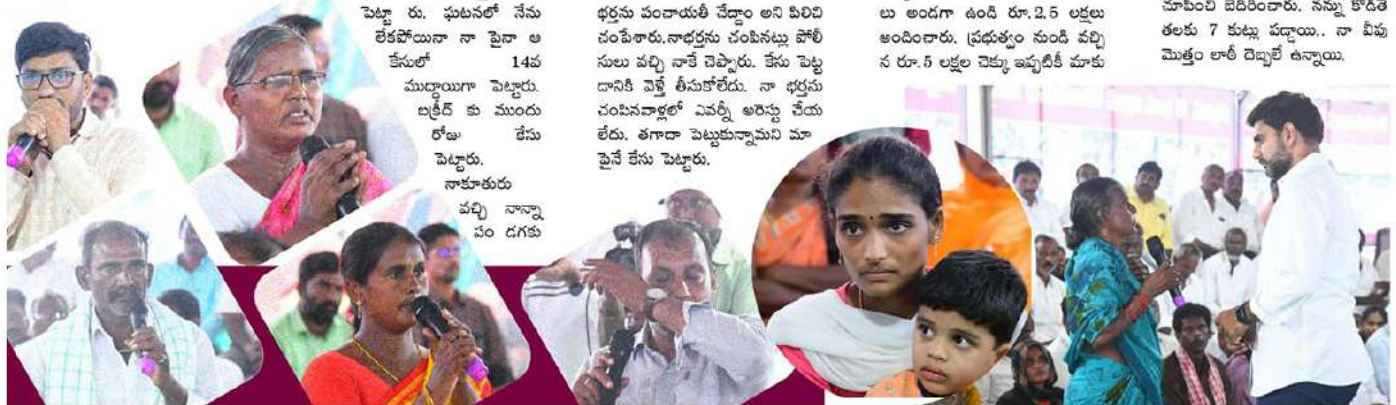 పెట్టా రు. ఘటనలో నేను
లేకపోయినా నా పైనా ఆ
కేసులో 14వ
ముద్దాయిగా పెట్టారు.
బక్రీద్ కు ముందు
రోజు కేసు
పెట్టారు.
నాకూతురు
వచ్చి నాన్నా
పం డగకు
భర్తను పంచాయతీ చేద్దాం అని పిలిచి
చంపేశారు.నాభర్తను చంపినట్లు పోలీ
సులు వచ్చి నాకే చెప్పారు. కేసు పెట్ట
డానికి వెళ్తే తీసుకోలేదు. నా భర్తను
చంపినవాళ్లలో ఎవర్నీ అరెస్టు చేయ
లేదు. తగాదా పెట్టుకున్నామని మా
పైనే కేసు పెట్టారు.
లు అండగా ఉండి రూ.2.5 లక్షలు
అందించారు. ప్రభుత్వం నుండి వచ్చి
న రూ.5 లక్షల చెక్కు ఇప్పటికీ మాకు
చూపించి బెదిరించారు. నన్ను కొడితే
తలకు 7 కుట్లు పడ్డాయి.. నా వీపు
మొత్తం లాఠీ దెబ్బలే ఉన్నాయి.